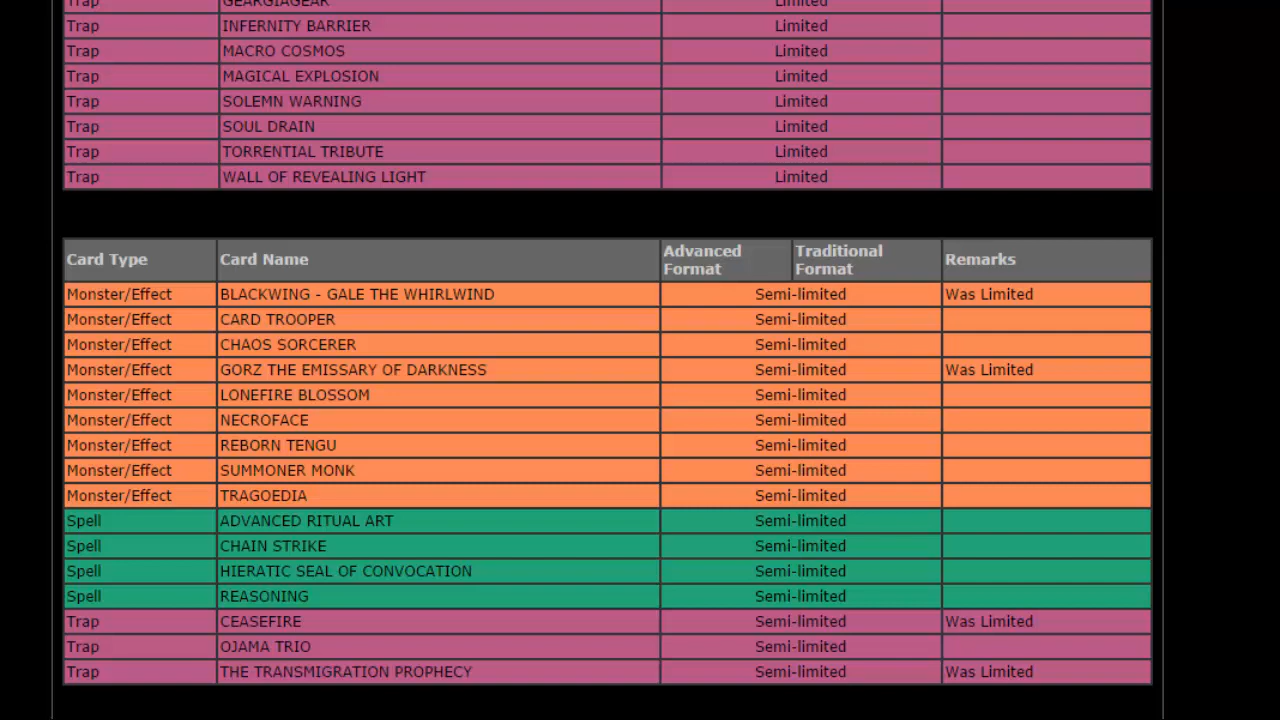 Trap GEARGIAGEAR Limited
Trap INFERNITY BARRIER Limited
Trap MACRO COSMOS Limited
Trap MAGICAL EXPLOSION Limited
Trap SOLEMN WARNING Limited
Trap SOUL DRAIN Limited
Trap TORRENTIAL TRIBUTE Limited
Trap WALL OF REVEALING LIGHT Limited
Card Type Card Name Advanced Format Traditional Format Remarks
Monster/Effect BLACKWING - GALE THE WHIRLWIND Semi-limited Was Limited
Monster/Effect CARD TROOPER Semi-limited
Monster/Effect CHAOS SORCERER Semi-limited
Monster/Effect GORZ THE EMISSARY OF DARKNESS Semi-limited Was Limited
Monster/Effect LONEFIRE BLOSSOM Semi-limited
Monster/Effect NECROFACE Semi-limited
Monster/Effect REBORN TENGU Semi-limited
Monster/Effect SUMMONER MONK Semi-limited
Monster/Effect TRAGOEDIA Semi-limited
Spell ADVANCED RITUAL ART Semi-limited
Spell CHAIN STRIKE Semi-limited
Spell HIERATIC SEAL OF CONVOCATION Semi-limited
Spell REASONING Semi-limited
Trap CEASEFIRE Semi-limited Was Limited
Trap OJAMA TRIO Semi-limited
Trap THE TRANSMIGRATION PROPHECY Semi-limited Was Limited